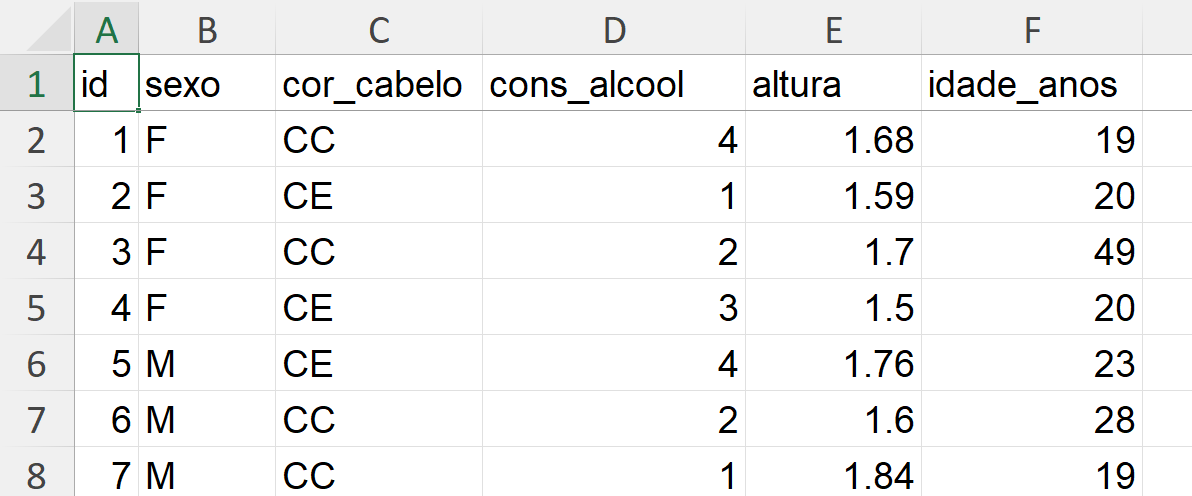 A B C D E F
1 id sexo cor_cabelo cons_alcool altura idade_anos
2 1 F CC 4 1.68 19
3 2 F CE 1 1.59 20
4 3 F CC 2 1.7 49
5 4 F CE 3 1.5 20
6 5 M CE 4 1.76 23
7 6 M CC 2 1.6 28
8 7 M CC 1 1.84 19